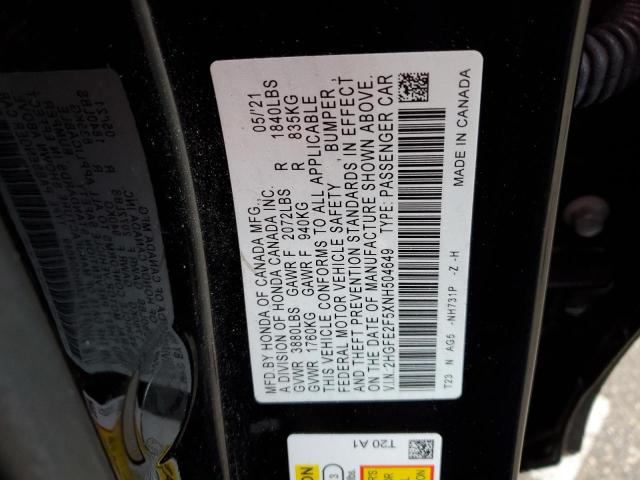 MFD.BY HONDA OF CANADA MFG., 05/'21
A DIVISION OF HONDA CANADA INC.
GVWR 3880LBS GAWR F 2072LBS R 1840LBS
GVWR 1760KG GAWR F 940KG R 835KG
THIS VEHICLE CONFORMS TO ALL APPLICABLE
FEDERAL MOTOR VEHICLE SAFETY, BUMPER,
AND THEFT PREVENTION STANDARDS IN EFFECT
ON THE DATE OF MANUFACTURE SHOWN ABOVE.
V.I.N.:2HGFE2F5XNH504649 TYPE: PASSENGER CAR
T23 N AG5 -NH731P -Z -H MADE IN CANADA
T20 A1